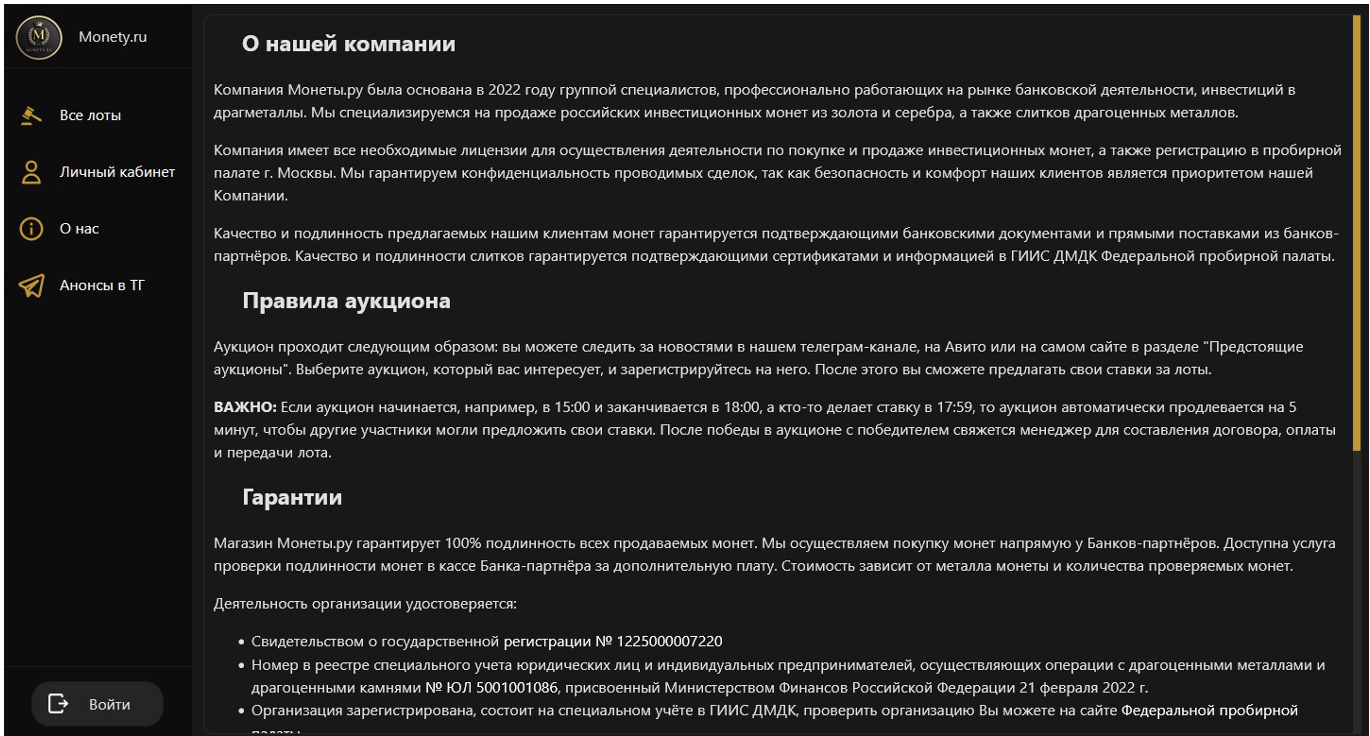 Monety.ru
Все лоты
Личный кабинет
О нас
Анонсы в ТГ
Войти
О нашей компании
Компания Монеты.ру была основана в 2022 году группой специалистов, профессионально работающих на рынке банковской деятельности, инвестиций в
драгметаллы. Мы специализируемся на продаже российских инвестиционных монет из золота и серебра, а также слитков драгоценных металлов.
Компания имеет все необходимые лицензии для осуществления деятельности по покупке и продаже инвестиционных монет, а также регистрацию в пробирной
палате г. Москвы. Мы гарантируем конфиденциальность проводимых сделок, так как безопасность и комфорт наших клиентов является приоритетом нашей
Компании.
Качество и подлинность предлагаемых нашим клиентам монет гарантируется подтверждающими банковскими документами и прямыми поставками из банков-
партнёров. Качество и подлинности слитков гарантируется подтверждающими сертификатами и информацией в ГИИС ДМДК Федеральной пробирной палаты.
Правила аукциона
Аукцион проходит следующим образом: вы можете следить за новостями в нашем телеграм-канале, на Авито или на самом сайте в разделе "Предстоящие
аукционы". Выберите аукцион, который вас интересует, и зарегистрируйтесь на него. После этого вы сможете предлагать свои ставки за лоты.
ВАЖНО: Если аукцион начинается, например, в 15:00 и заканчивается в 18:00, а кто-то делает ставку в 17:59, то аукцион автоматически продлевается на 5
минут, чтобы другие участники могли предложить свои ставки. После победы в аукционе с победителем свяжется менеджер для составления договора, оплаты
и передачи лота.
Гарантии
Магазин Монеты.ру гарантирует 100% подлинность всех продаваемых монет. Мы осуществляем покупку монет напрямую у Банков-партнёров. Доступна услуга
проверки подлинности монет в кассе Банка-партнёра за дополнительную плату. Стоимость зависит от металла монеты и количества проверяемых монет.
Деятельность организации удостоверяется:
• Свидетельством о государственной регистрации № 1225000007220
• Номер в реестре специального учета юридических лиц и индивидуальных предпринимателей, осуществляющих операции с драгоценными металлами и
драгоценными камнями № ЮЛ 5001001086, присвоенный Министерством Финансов Российской Федерации 21 февраля 2022 г.
• Организация зарегистрирована, состоит на специальном учёте в ГИИС ДМДК, проверить организацию Вы можете на сайте Федеральной пробирной